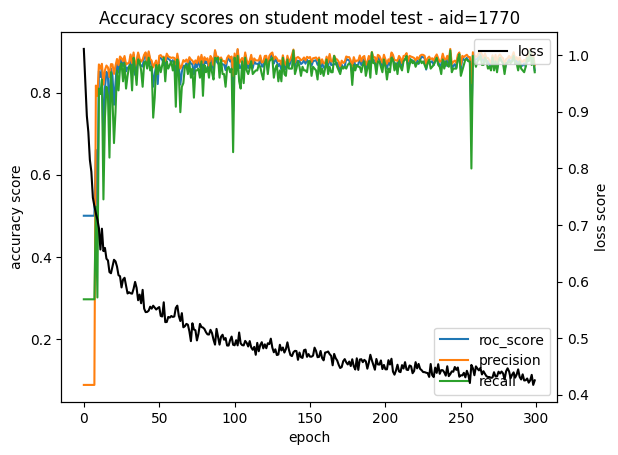 Accuracy scores on student model test - aid=1770
loss
accuracy score
0.8
0.6
0.4
0.2
1.0
0.9
0.8
0.7
0.6
0.5
0.4
loss score
roc_score
precision
recall
0
50
100
150
200
250
300
epoch